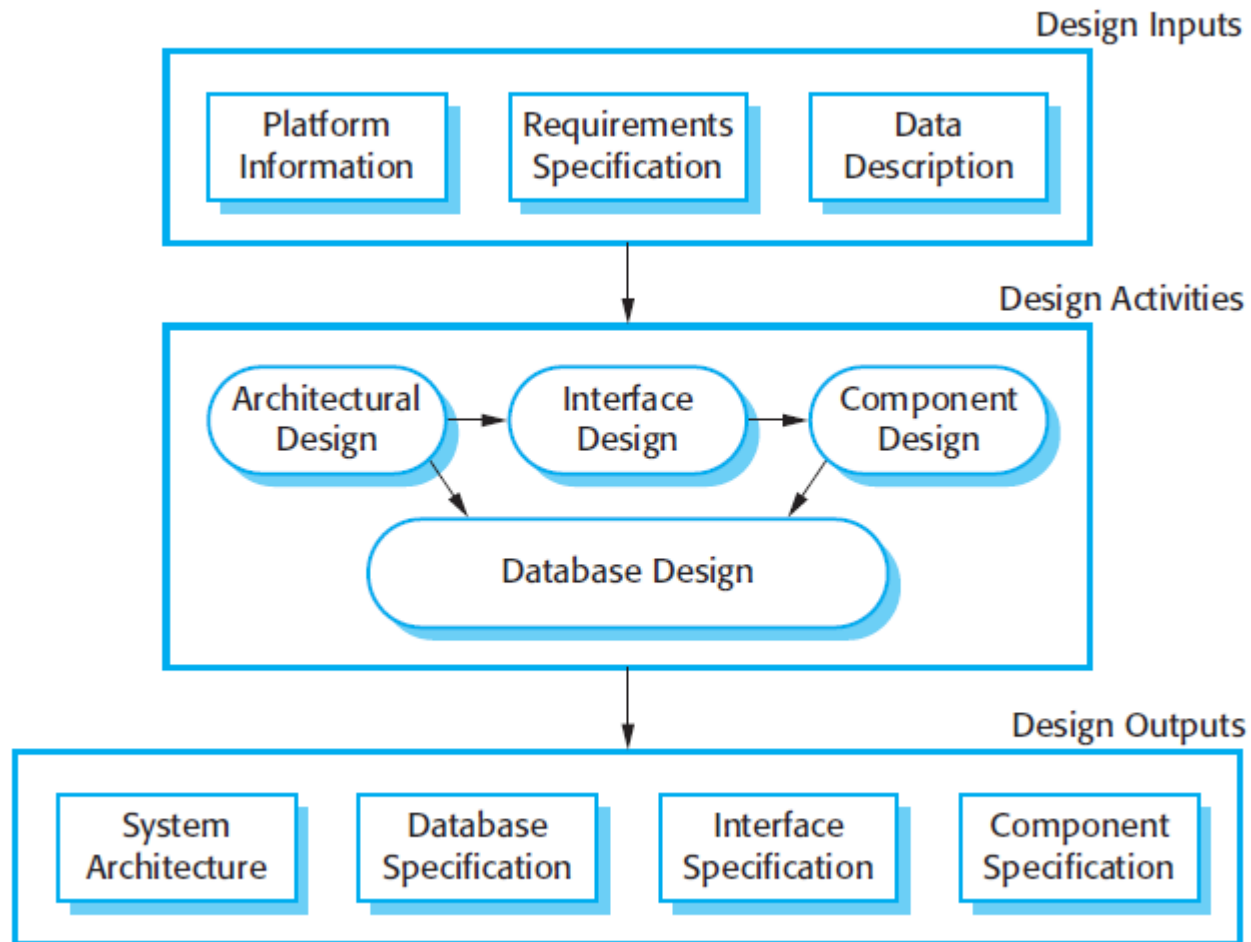 Design Inputs
Platform
Information
Requirements
Specification
Data
Description
Design Activities
Architectural
Design
Interface
Design
Component
Design
Database Design
Design Outputs
System
Architecture
Database
Specification
Interface
Specification
Component
Specification